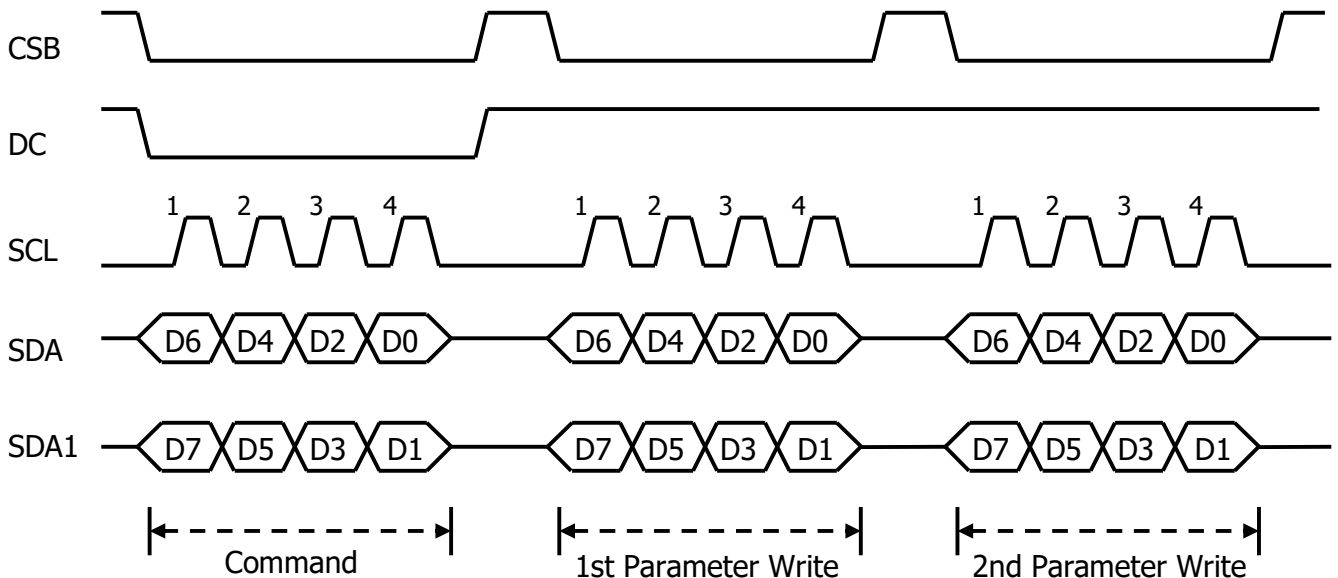 CSB
DC
1 2 3 4 1 2 3 4 1 2 3 4
SCL
SDA D6 D4 D2 D0 D6 D4 D2 D0 D6 D4 D2 D0
SDA1 D7 D5 D3 D1 D7 D5 D3 D1 D7 D5 D3 D1
Command 1st Parameter Write 2nd Parameter Write